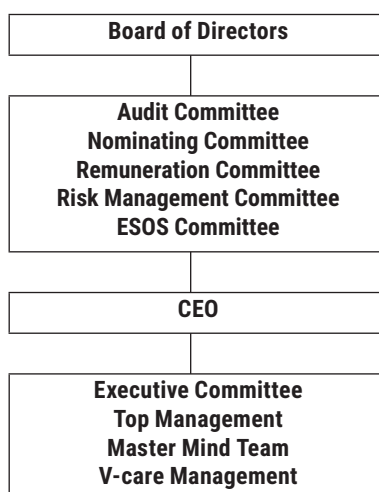 Board of Directors
Audit Committee
Nominating Committee
Remuneration Committee
Risk Management Committee
ESOS Committee
CEO
Executive Committee
Top Management
Master Mind Team
V-care Management